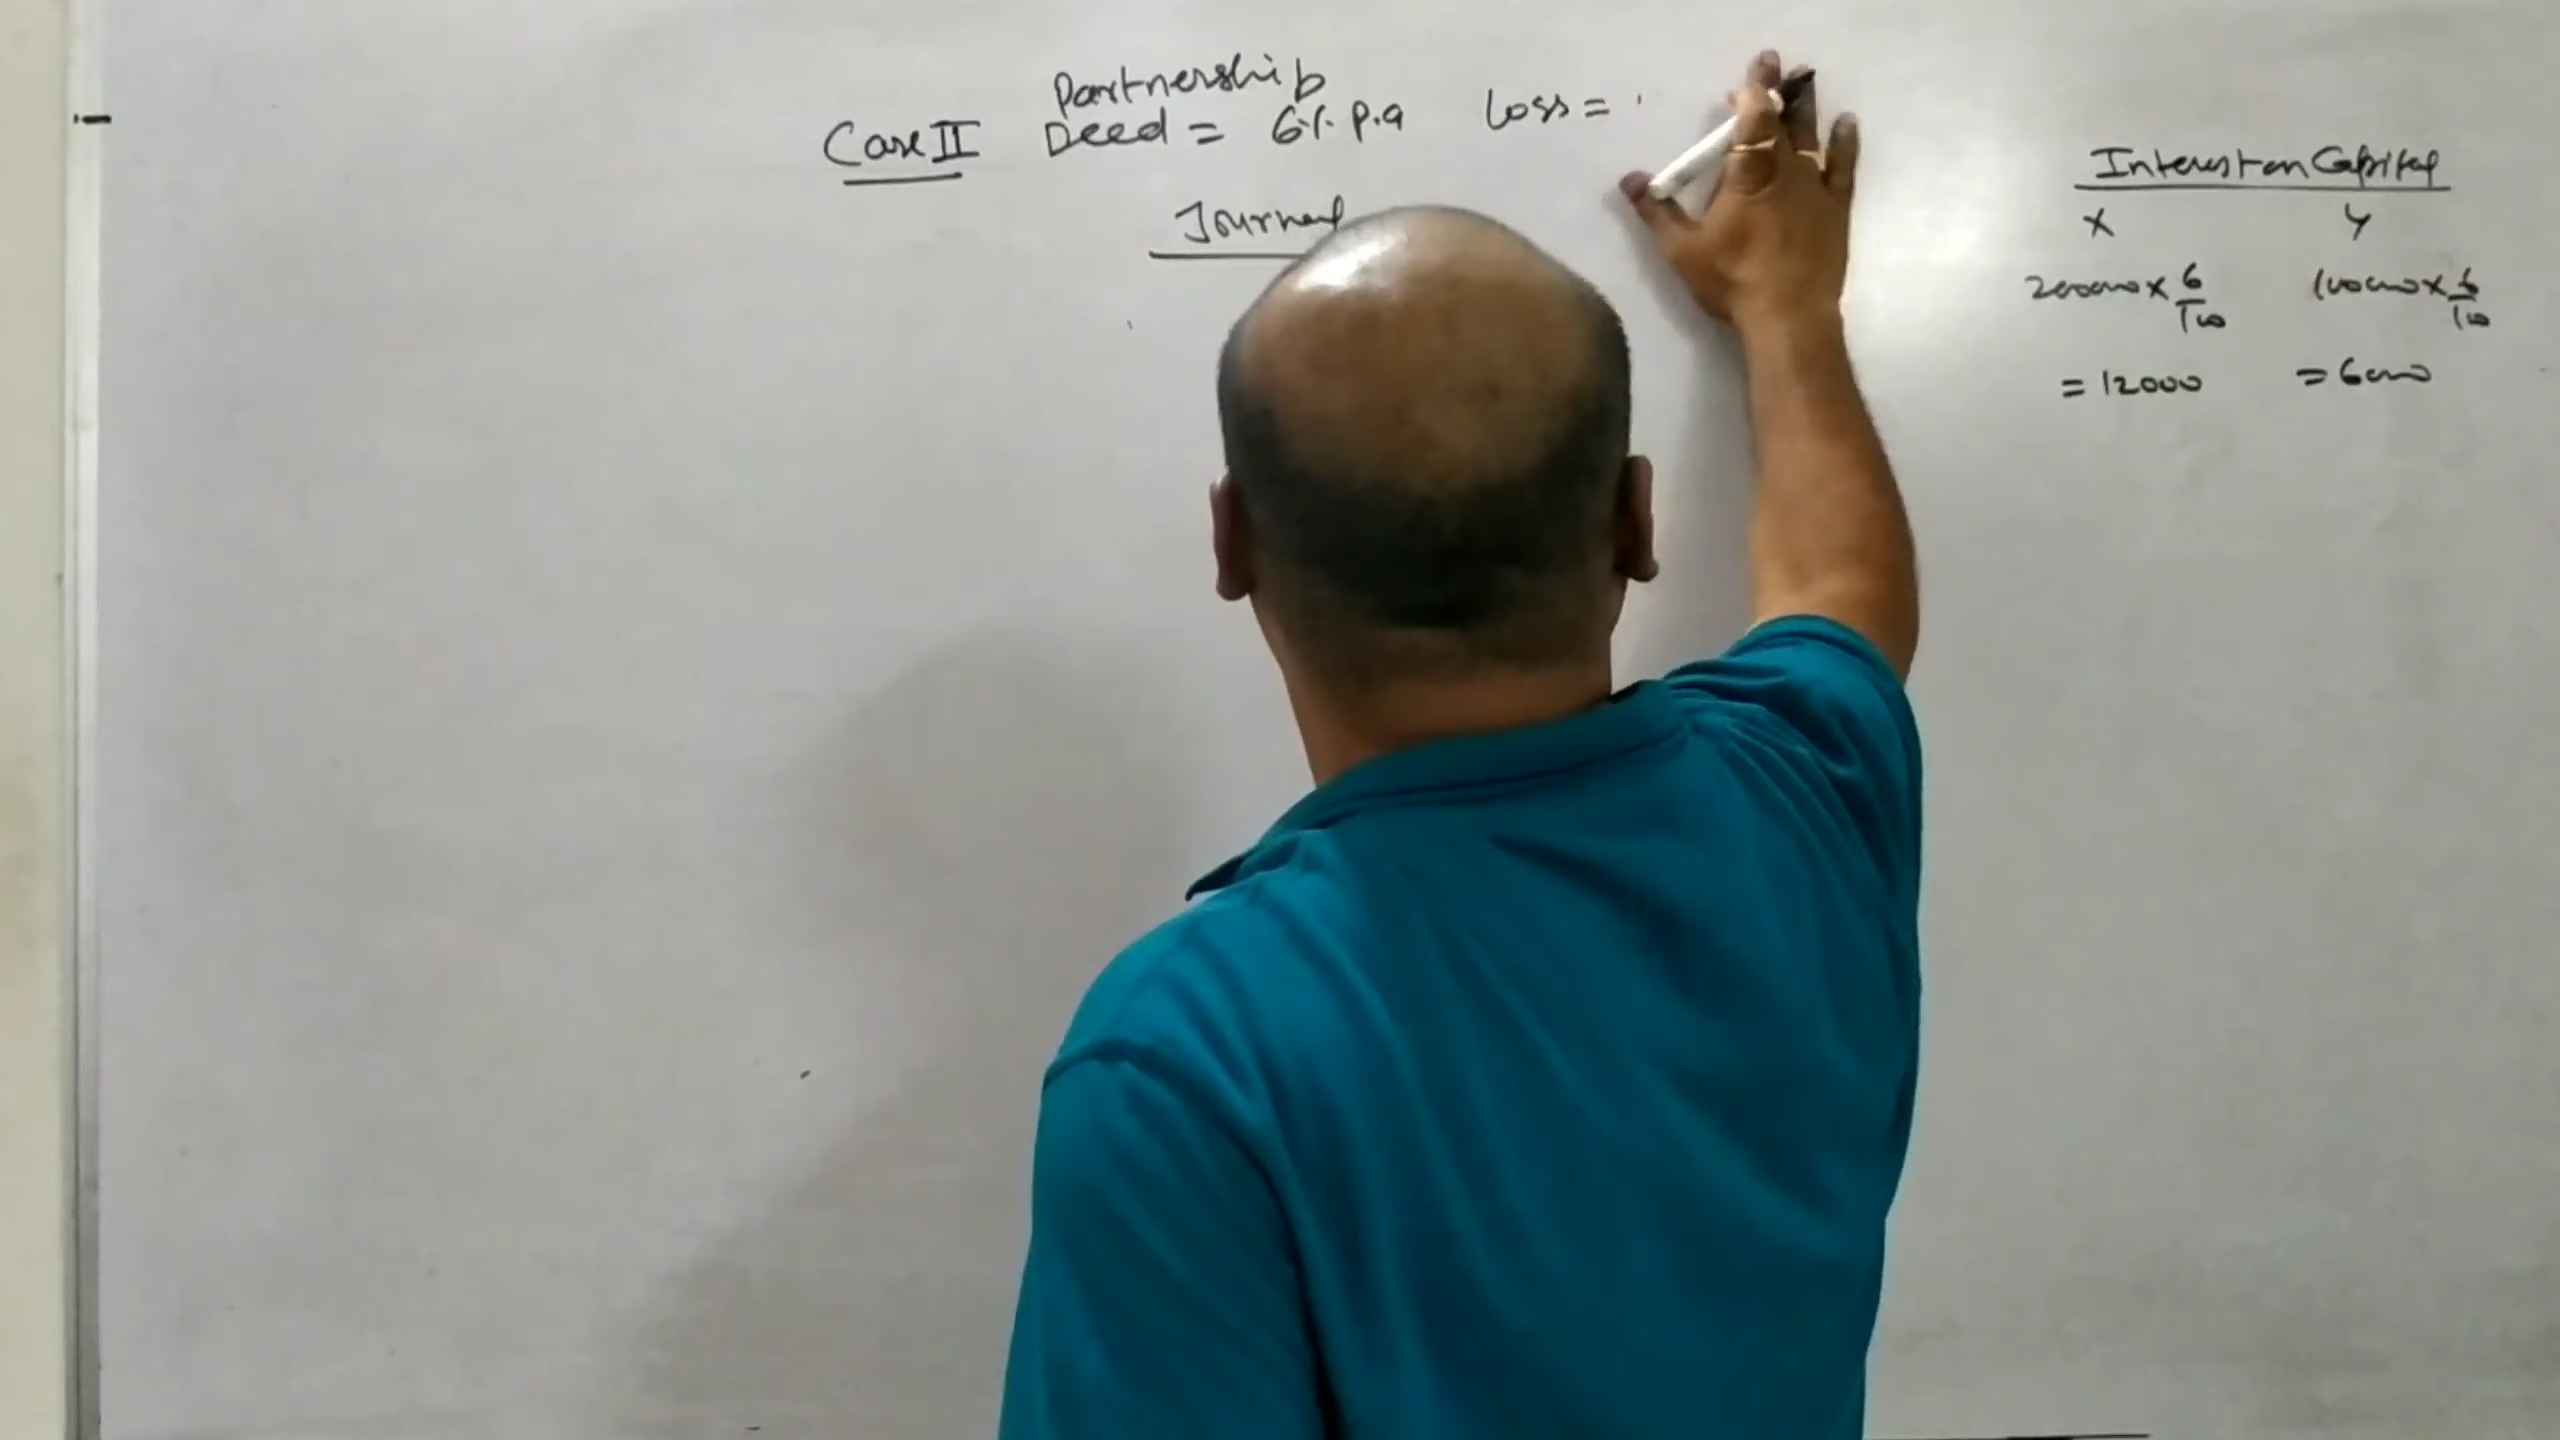 Partnership
Case II Deed = 6% p.a Loss =
Journal
Interest on Capital
X Y
200000 × 6/100 100000 × 6/100
= 12000 = 6000